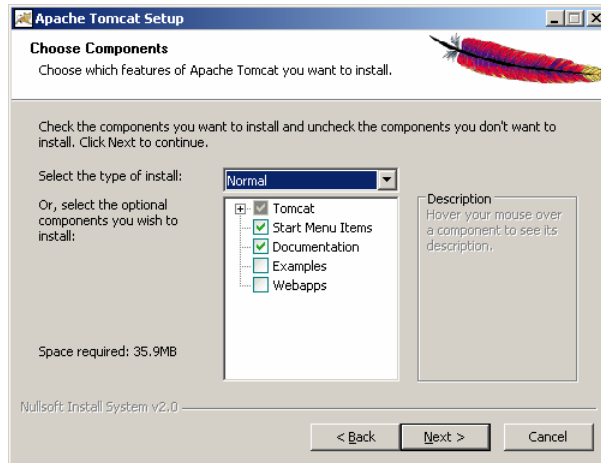 Apache Tomcat Setup
Choose Components
Choose which features of Apache Tomcat you want to install.
Check the components you want to install and uncheck the components you don't want to
install. Click Next to continue.
Select the type of install:
Normal
Or, select the optional
components you wish to
install:
Tomcat
Start Menu Items
Documentation
Examples
Webapps
Description
Hover your mouse over
a component to see its
description.
Space required: 35.9MB
Nullsoft Install System v2.0
< Back
Next >
Cancel